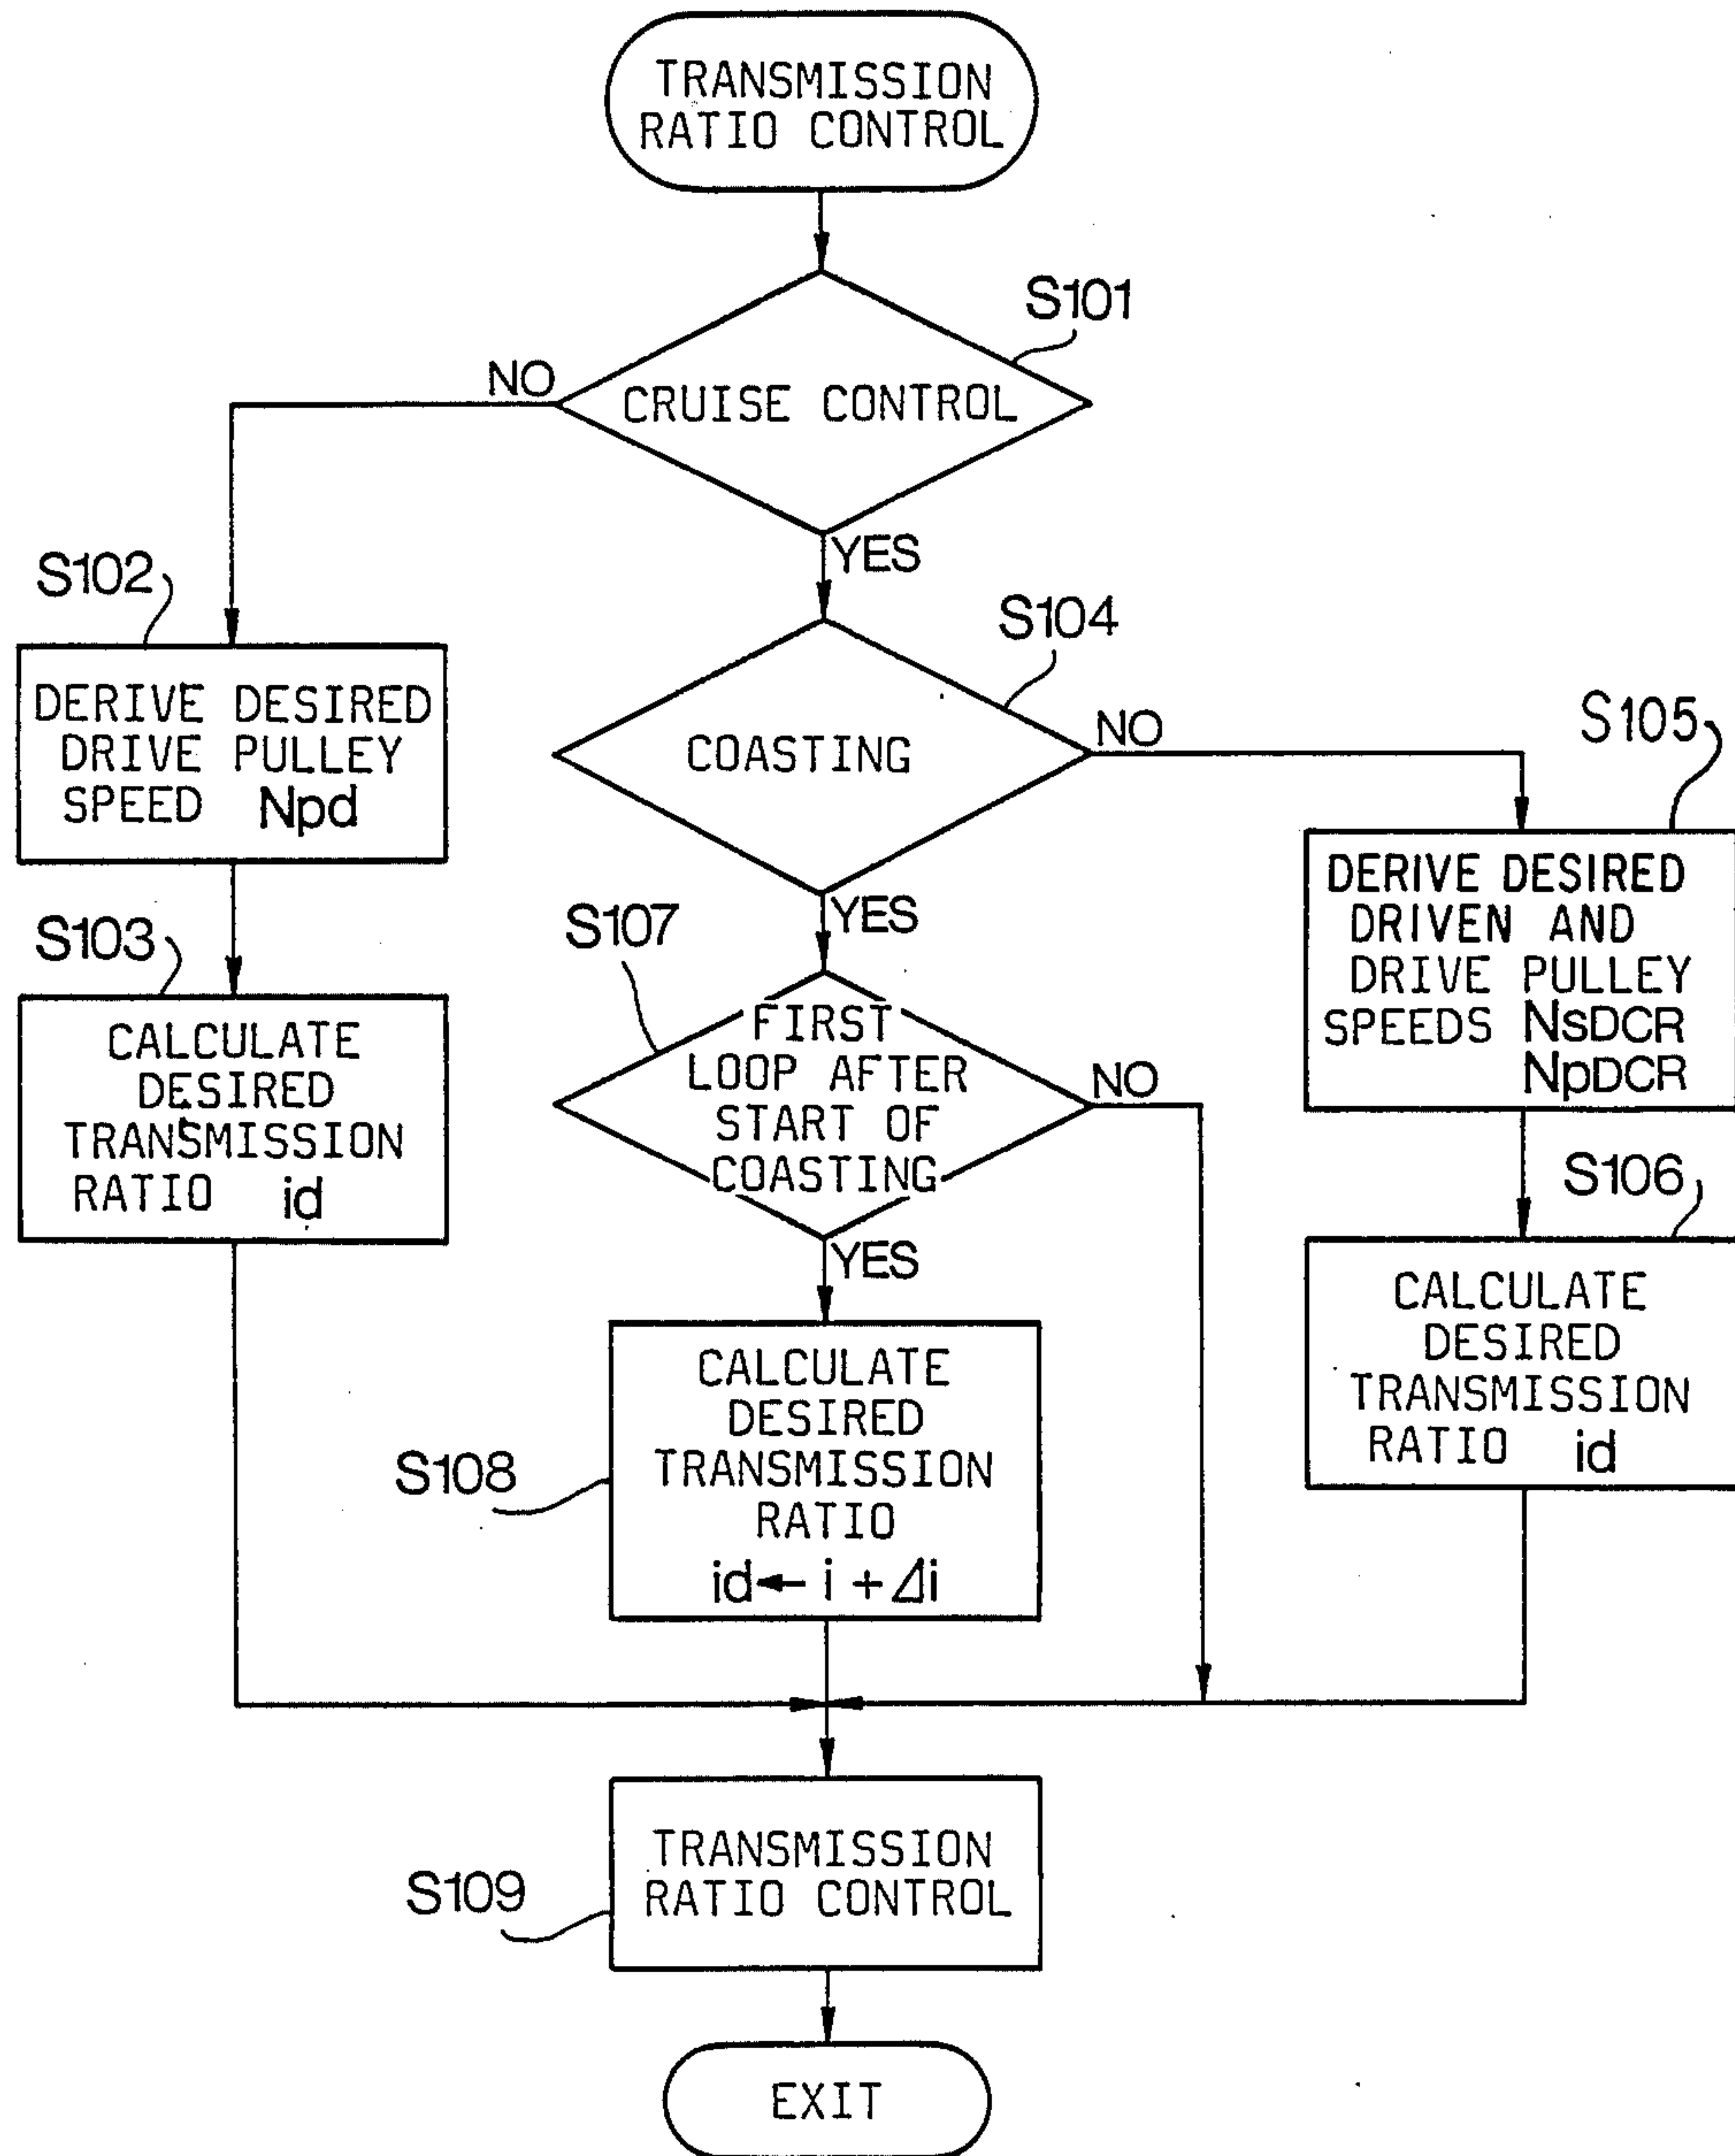 TRANSMISSION
RATIO CONTROL
S101
NO
CRUISE CONTROL
YES
S102
DERIVE DESIRED
DRIVE PULLEY
SPEED Npd
S104
COASTING
NO
YES
S105
DERIVE DESIRED
DRIVEN AND
DRIVE PULLEY
SPEEDS NsDCR
NpDCR
S103
CALCULATE
DESIRED
TRANSMISSION
RATIO id
S107
FIRST
LOOP AFTER
START OF
COASTING
NO
YES
S106
CALCULATE
DESIRED
TRANSMISSION
RATIO id
S108
CALCULATE
DESIRED
TRANSMISSION
RATIO
id ← i + Δi
S109
TRANSMISSION
RATIO CONTROL
EXIT